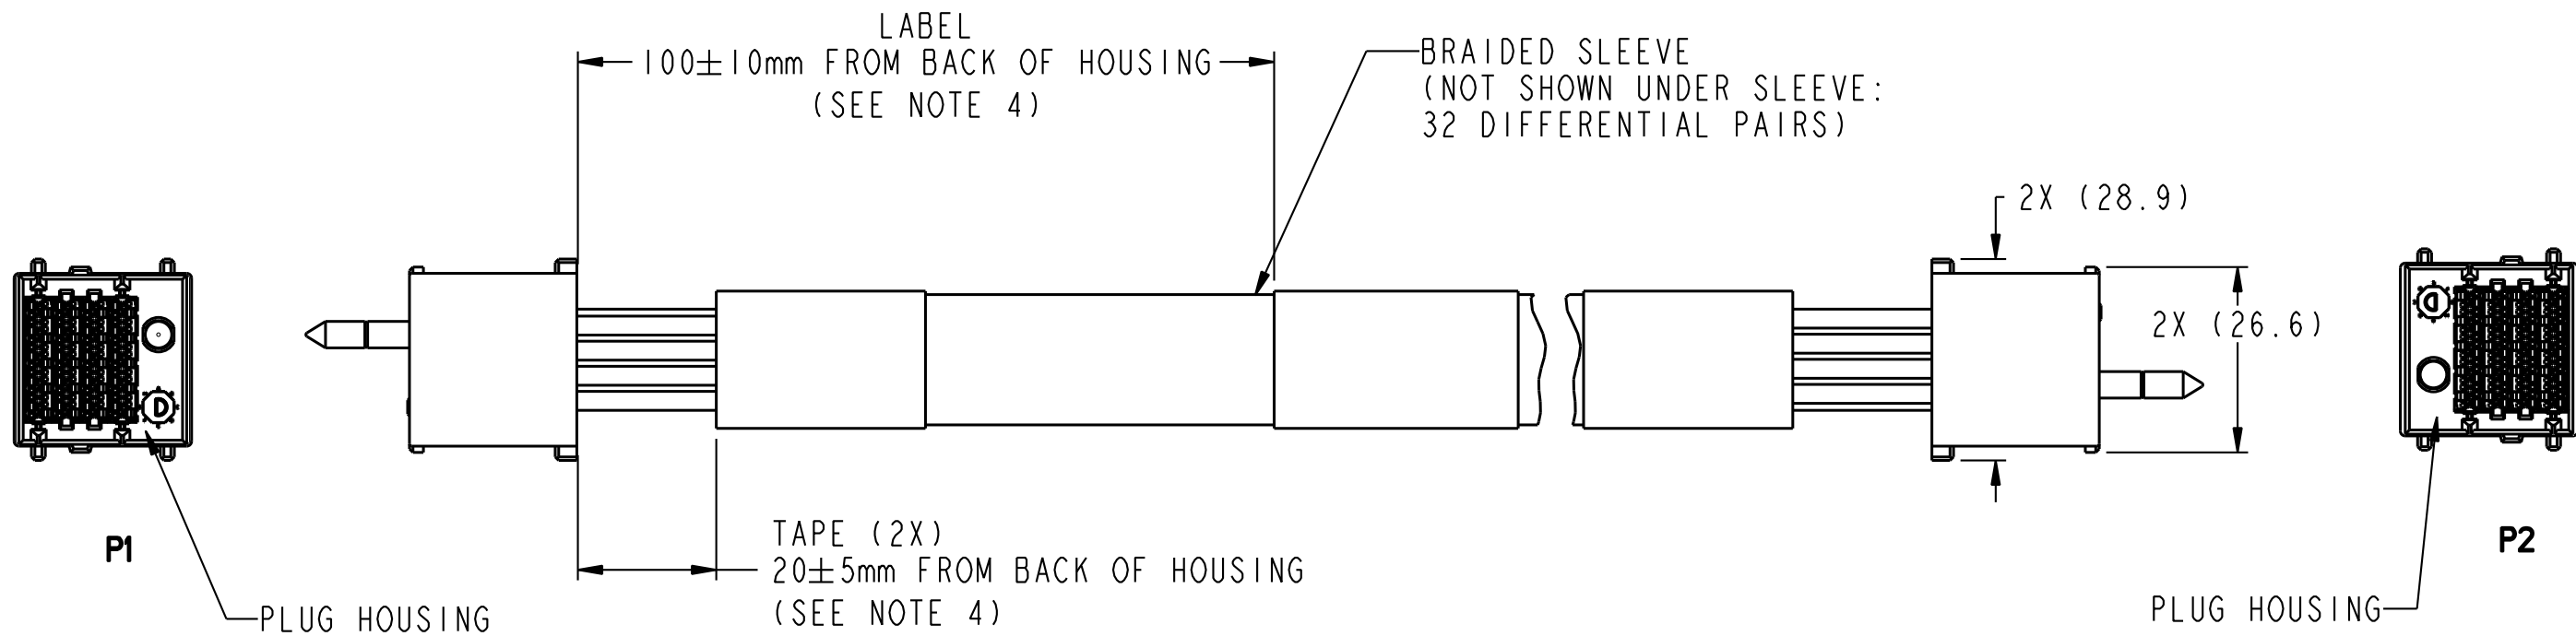 LABEL
100±10mm FROM BACK OF HOUSING
(SEE NOTE 4)
BRAIDED SLEEVE
(NOT SHOWN UNDER SLEEVE:
32 DIFFERENTIAL PAIRS)
2X (28.9)
2X (26.6)
D
D
P1
P2
TAPE (2X)
20±5mm FROM BACK OF HOUSING
(SEE NOTE 4)
PLUG HOUSING
PLUG HOUSING